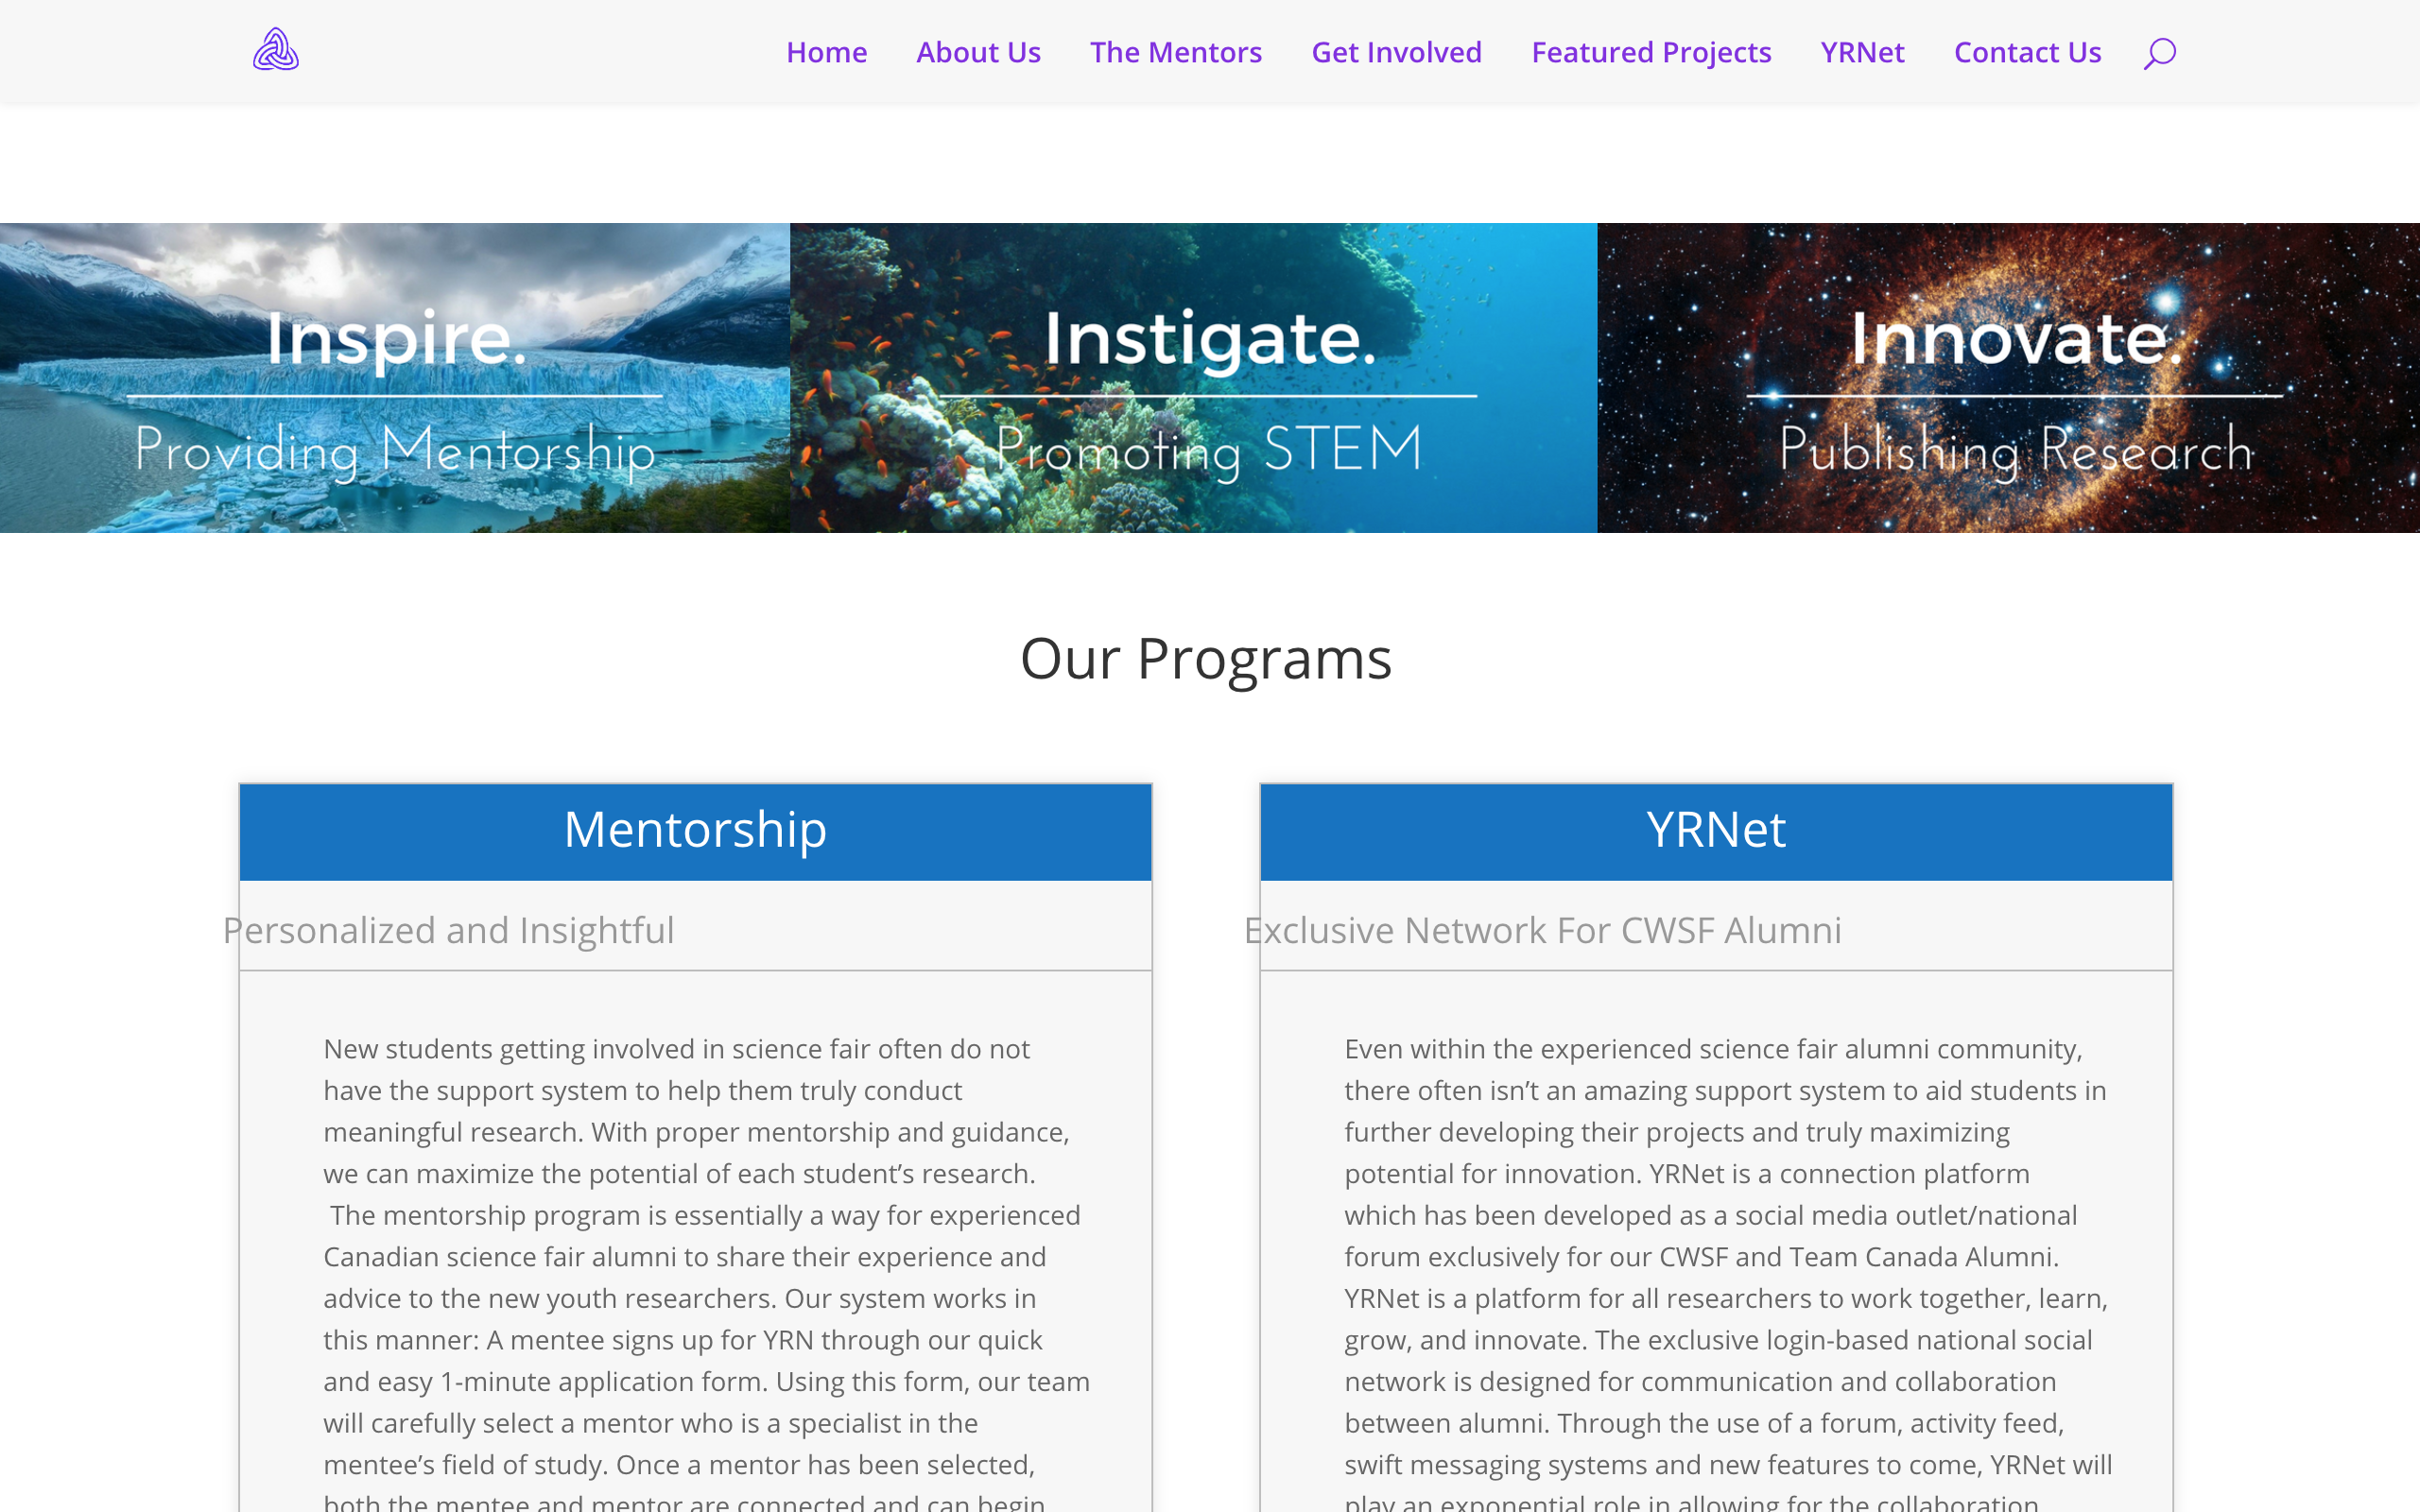 Home About Us The Mentors Get Involved Featured Projects YRNet Contact Us
Inspire.
Providing Mentorship
Instigate.
Promoting STEM
Innovate.
Publishing Research
Our Programs
Mentorship
Personalized and Insightful
New students getting involved in science fair often do not
have the support system to help them truly conduct
meaningful research. With proper mentorship and guidance,
we can maximize the potential of each student’s research.
The mentorship program is essentially a way for experienced
Canadian science fair alumni to share their experience and
advice to the new youth researchers. Our system works in
this manner: A mentee signs up for YRN through our quick
and easy 1-minute application form. Using this form, our team
will carefully select a mentor who is a specialist in the
mentee’s field of study. Once a mentor has been selected,
both the mentee and mentor are connected and can begin
YRNet
Exclusive Network For CWSF Alumni
Even within the experienced science fair alumni community,
there often isn’t an amazing support system to aid students in
further developing their projects and truly maximizing
potential for innovation. YRNet is a connection platform
which has been developed as a social media outlet/national
forum exclusively for our CWSF and Team Canada Alumni.
YRNet is a platform for all researchers to work together, learn,
grow, and innovate. The exclusive login-based national social
network is designed for communication and collaboration
between alumni. Through the use of a forum, activity feed,
swift messaging systems and new features to come, YRNet will
play an exponential role in allowing for the collaboration